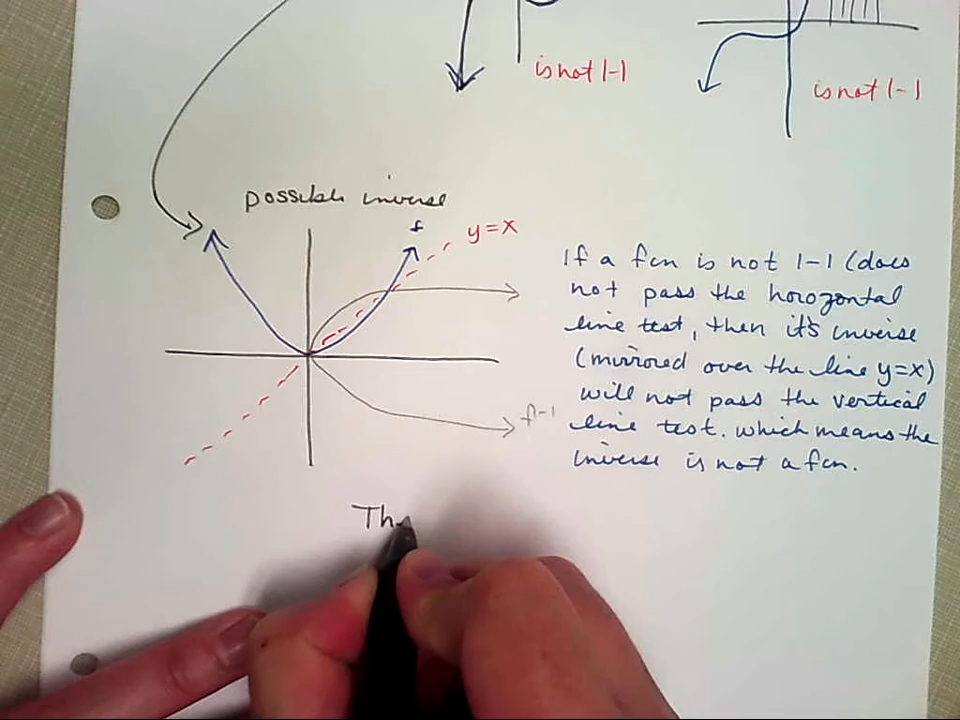 is not 1-1
is not 1-1
possible inverse
f
y=x
f-1
If a fcn is not 1-1 (does
not pass the horozontal
line test, then it's inverse
(mirrored over the line y=x)
will not pass the vertical
line test. which means the
inverse is not a fcn.
Th